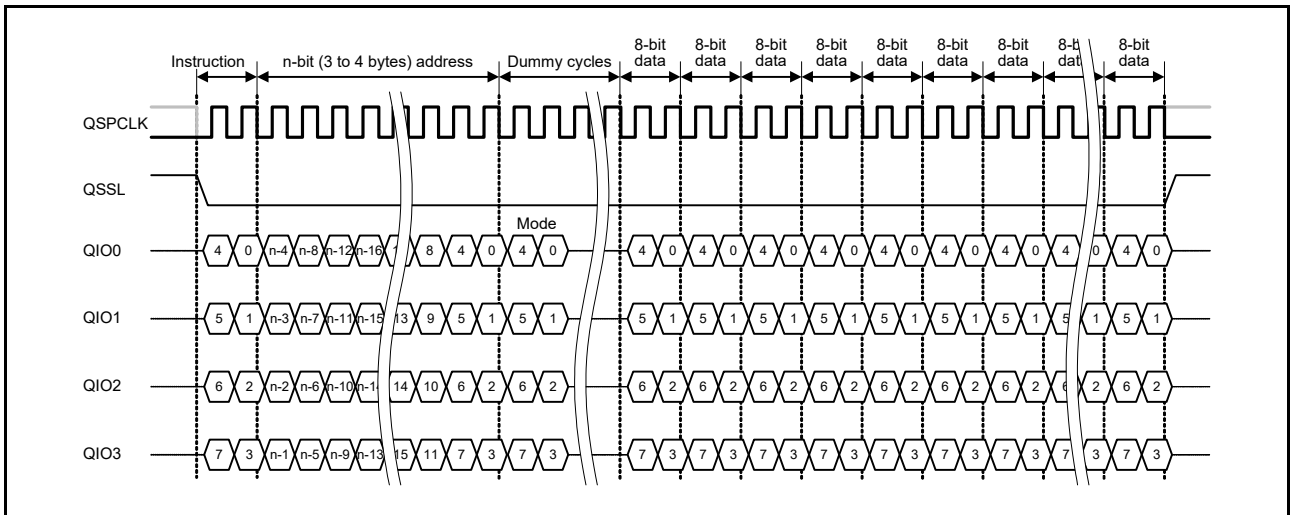 8-bit 8-bit 8-bit 8-bit 8-bit 8-bit 8-bit 8-bit
Instruction n-bit (3 to 4 bytes) address Dummy cycles data data data data data data data data
QSPCLK
QSSL
Mode
QIO0 4 0 n-4 n-8 n-12 n-16 8 4 0 4 0 4 0 4 0 4 0 4 0 4 0 4 0 4 0 4 0 4 0
QIO1 5 1 n-3 n-7 n-11 n-15 13 9 5 1 5 1 5 1 5 1 5 1 5 1 5 1 5 1 5 1 5 1 5 1
QIO2 6 2 n-2 n-6 n-10 n-14 14 10 6 2 6 2 6 2 6 2 6 2 6 2 6 2 6 2 6 2 6 2 6 2
QIO3 7 3 n-1 n-5 n-9 n-13 15 11 7 3 7 3 7 3 7 3 7 3 7 3 7 3 7 3 7 3 7 3 7 3